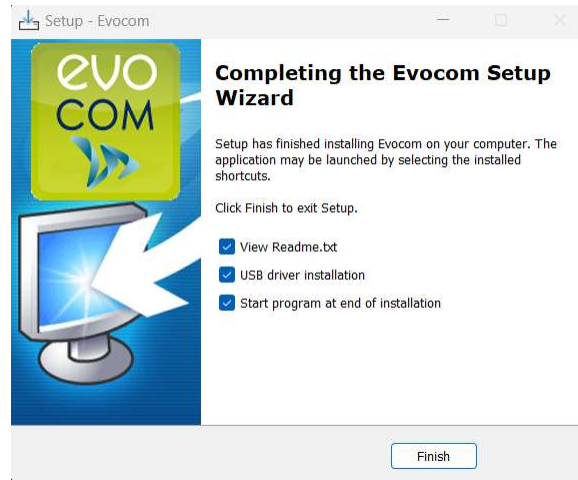 Setup - Evocom
evo
COM
Completing the Evocom Setup
Wizard
Setup has finished installing Evocom on your computer. The
application may be launched by selecting the installed
shortcuts.
Click Finish to exit Setup.
View Readme.txt
USB driver installation
Start program at end of installation
Finish